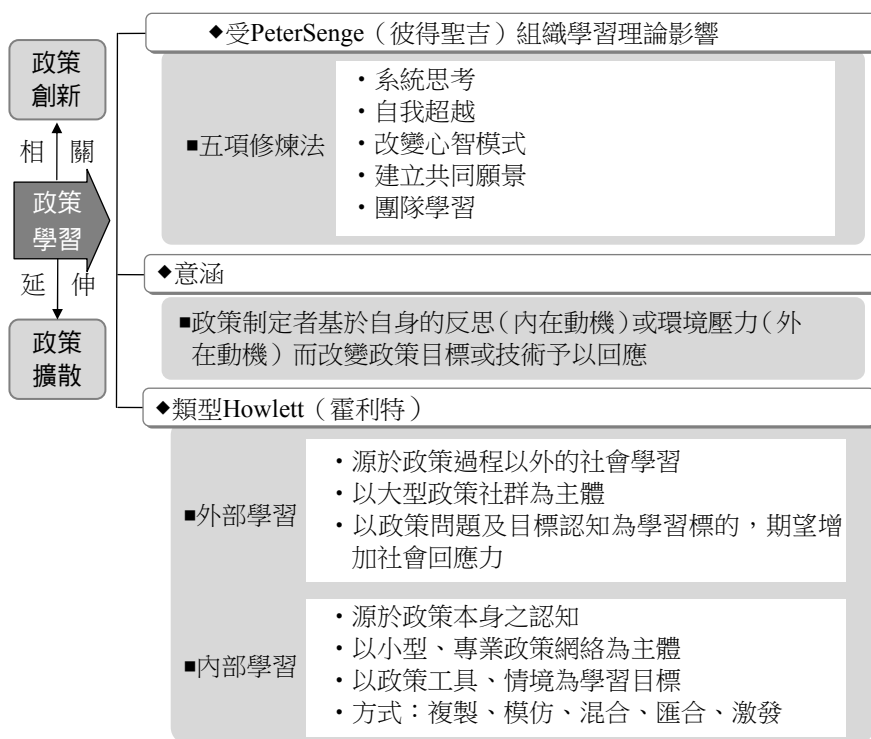 ◆受PeterSenge（彼得聖吉）組織學習理論影響
政策
創新
相 關
政策
學習
延 伸
政策
擴散
■五項修煉法
・系統思考
・自我超越
・改變心智模式
・建立共同願景
・團隊學習
◆意涵
■政策制定者基於自身的反思(內在動機)或環境壓力(外
在動機)而改變政策目標或技術予以回應
◆類型Howlett（霍利特）
■外部學習
・源於政策過程以外的社會學習
・以大型政策社群為主體
・以政策問題及目標認知為學習標的，期望增
加社會回應力
■內部學習
・源於政策本身之認知
・以小型、專業政策網絡為主體
・以政策工具、情境為學習目標
・方式：複製、模仿、混合、匯合、激發